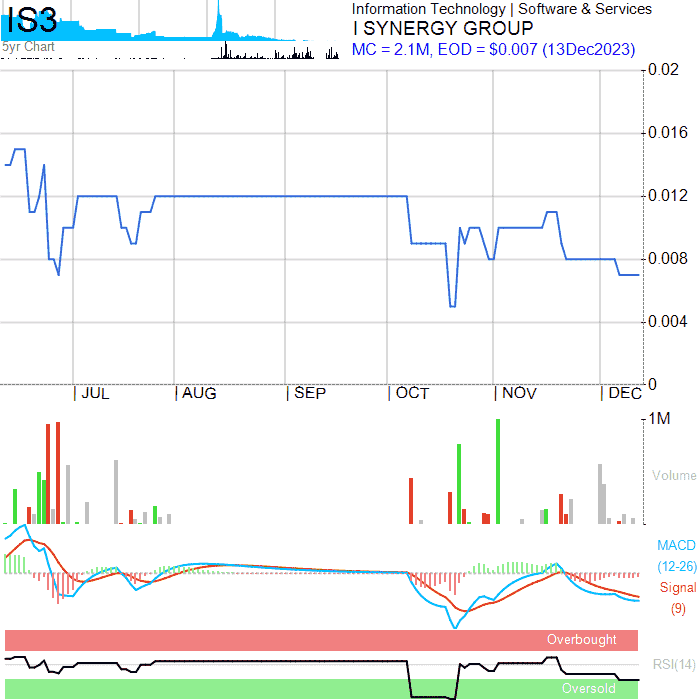 IS3
5yr Chart
Information Technology | Software & Services
I SYNERGY GROUP
MC = 2.1M, EOD = $0.007 (13Dec2023)
0.02
0.016
0.012
0.008
0.004
0
| JUL | AUG | SEP | OCT | NOV | DEC
1M
Volume
MACD
(12-26)
Signal
(9)
Overbought
RSI(14)
Oversold